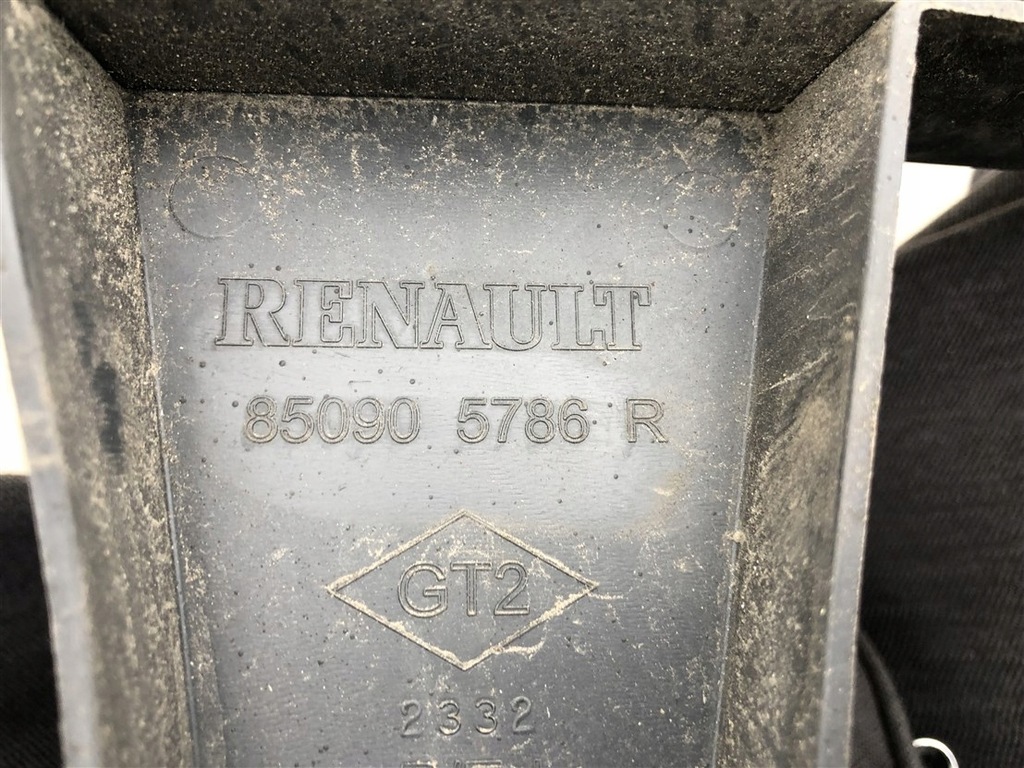 RENAULT
85090 5786 R
GT2
2332